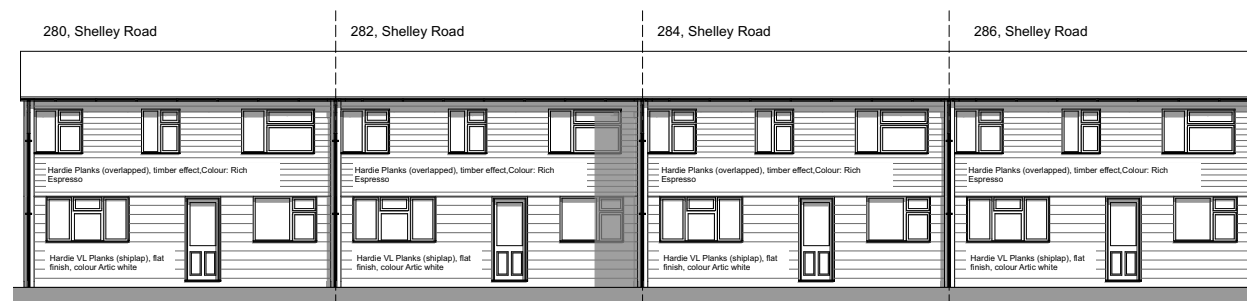 280, Shelley Road
282, Shelley Road
284, Shelley Road
286, Shelley Road
Hardie Planks (overlapped), timber effect,Colour: Rich
Espresso
Hardie Planks (overlapped), timber effect,Colour: Rich
Espresso
Hardie Planks (overlapped), timber effect,Colour: Rich
Espresso
Hardie Planks (overlapped), timber effect,Colour: Rich
Espresso
Hardie VL Planks (shiplap), flat
finish, colour Artic white
Hardie VL Planks (shiplap), flat
finish, colour Artic white
Hardie VL Planks (shiplap), flat
finish, colour Artic white
Hardie VL Planks (shiplap), flat
finish, colour Artic white